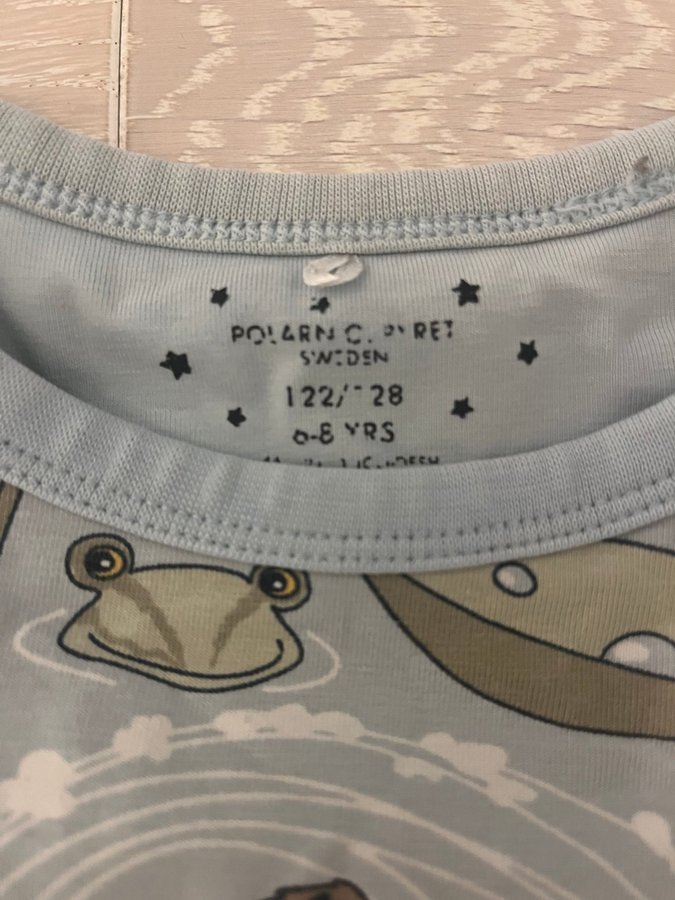 POLARN O. PYRET
SWEDEN
122/128
6-8 YRS